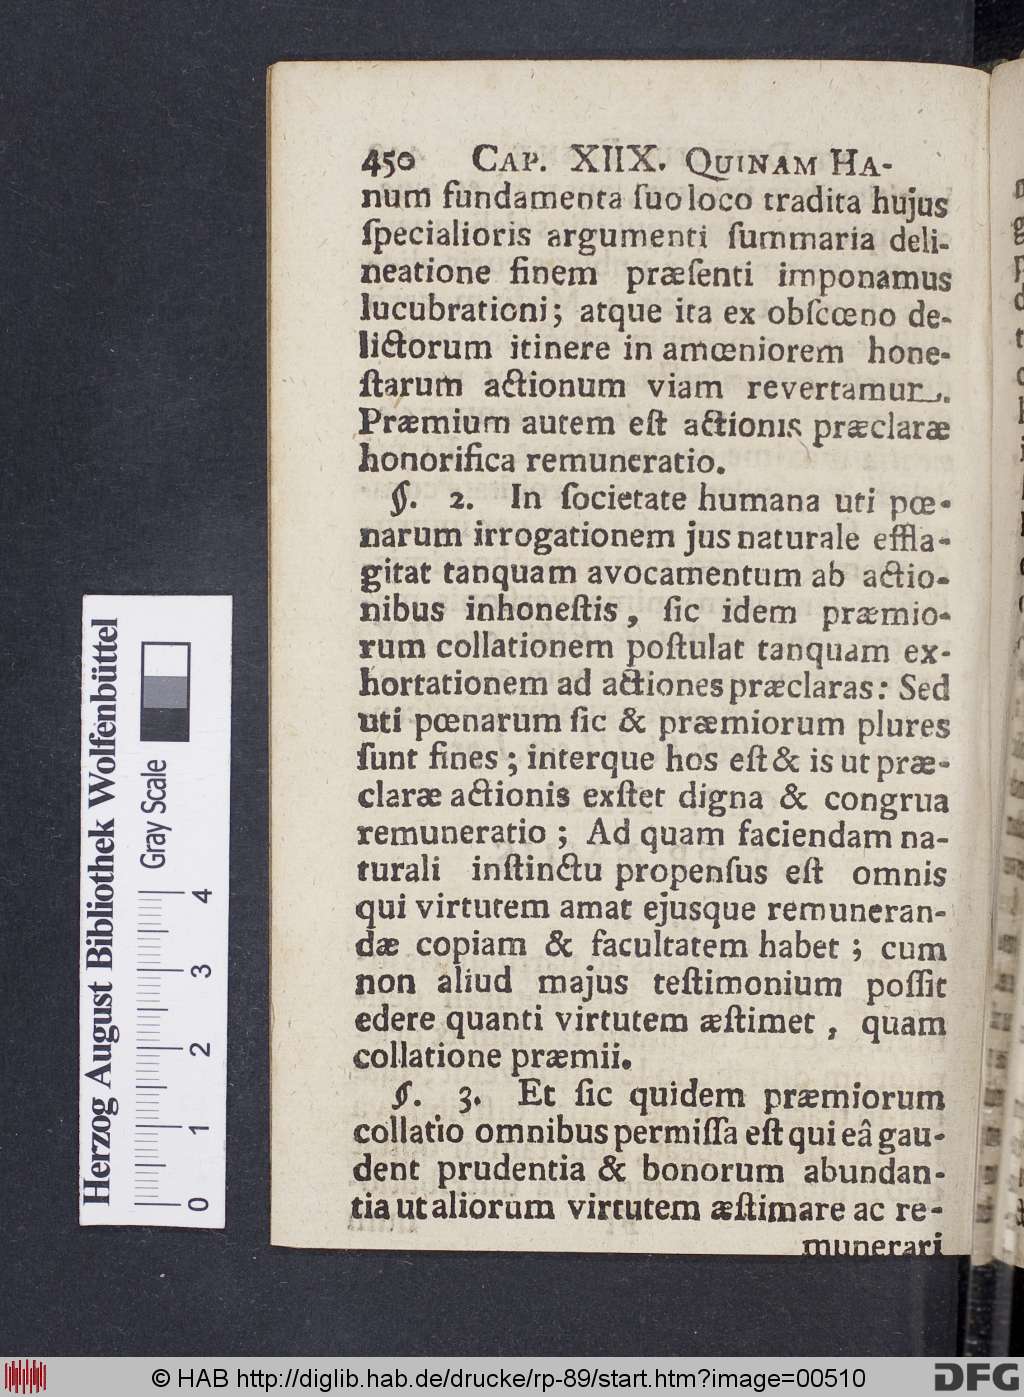 450 CAP. XIIX. QUINAM HA-
num fundamenta ſuo loco tradita hujus
ſpecialioris argumenti ſummaria deli-
neatione finem præſenti imponamus
lucubrationi; atque ita ex obſcœno de-
lictorum itinere in amœniorem hone-
ſtarum actionum viam revertamur.
Præmium autem eſt actionis præclaræ
honorifica remuneratio.
§. 2. In ſocietate humana uti pœ-
narum irrogationem jus naturale effla-
gitat tanquam avocamentum ab actio-
nibus inhoneſtis, ſic idem præmio-
rum collationem poſtulat tanquam ex-
hortationem ad actiones præclaras: Sed
uti pœnarum ſic & præmiorum plures
ſunt fines; interque hos eſt & is ut præ-
claræ actionis exſtet digna & congrua
remuneratio; Ad quam faciendam na-
turali inſtinctu propenſus eſt omnis
qui virtutem amat ejusque remuneran-
dæ copiam & facultatem habet; cum
non aliud majus teſtimonium poſſit
edere quanti virtutem æſtimet, quam
collatione præmii.
§. 3. Et ſic quidem præmiorum
collatio omnibus permiſſa eſt qui eâ gau-
dent prudentia & bonorum abundan-
tia ut aliorum virtutem æſtimare ac re-
munerari
Herzog August Bibliothek Wolfenbüttel
Gray Scale
0 1 2 3 4
© HAB http://diglib.hab.de/drucke/rp-89/start.htm?image=00510
DFG